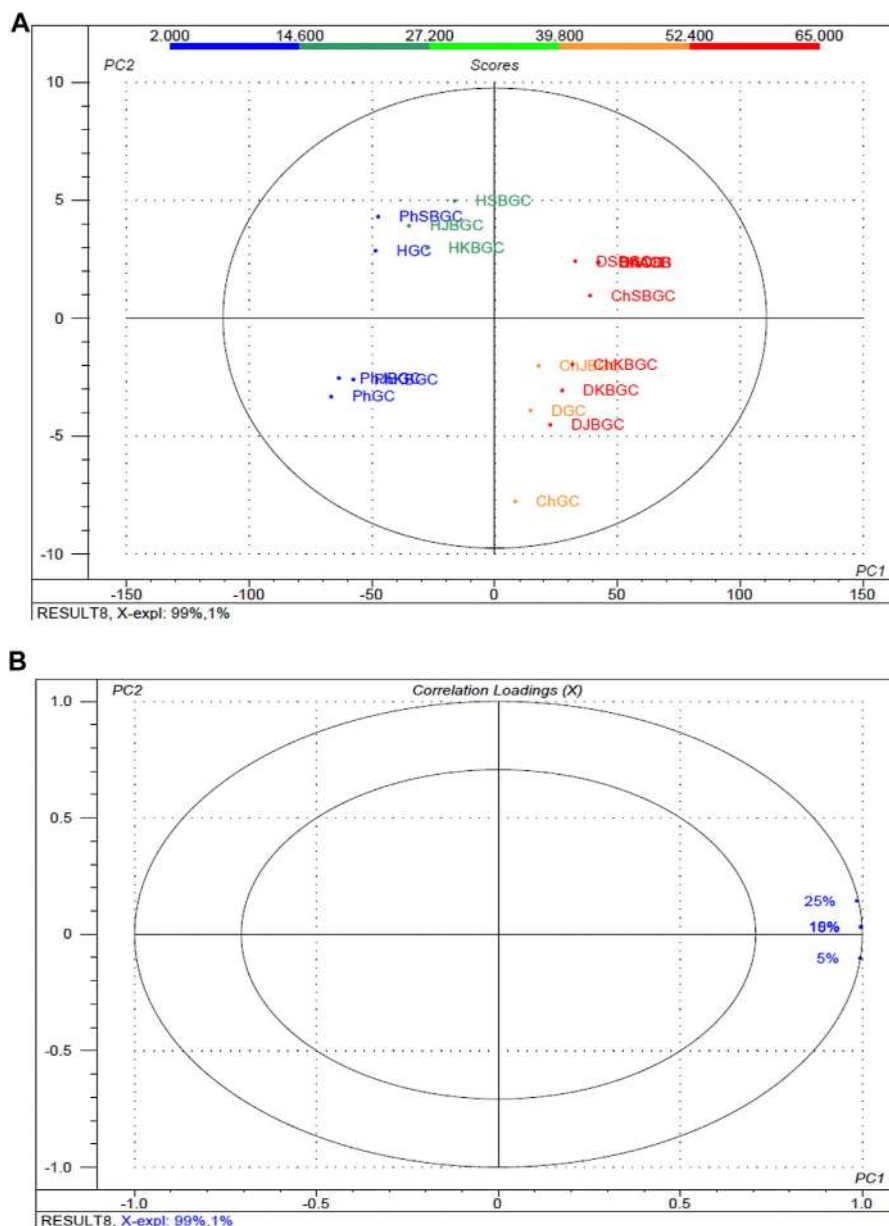 A
2.000 14.600 27.200 39.800 52.400 65.000
PC2 Scores
10
HSBGC
5
PhSBGC
HJBGC
HGC HKBGC
ChSBGC
0
ChKBGC
DKBGC
DGC
-5
PhGC
DJBGC
ChGC
-10
PC1
-150 -100 -50 0 50 100 150
RESULT8, X-expl: 99%,1%
B
PC2 Correlation Loadings (X)
1.0
0.5
25%
0
5%
-0.5
-1.0
PC1
-1.0 -0.5 0 0.5 1.0
RESULT8, X-expl: 99%,1%